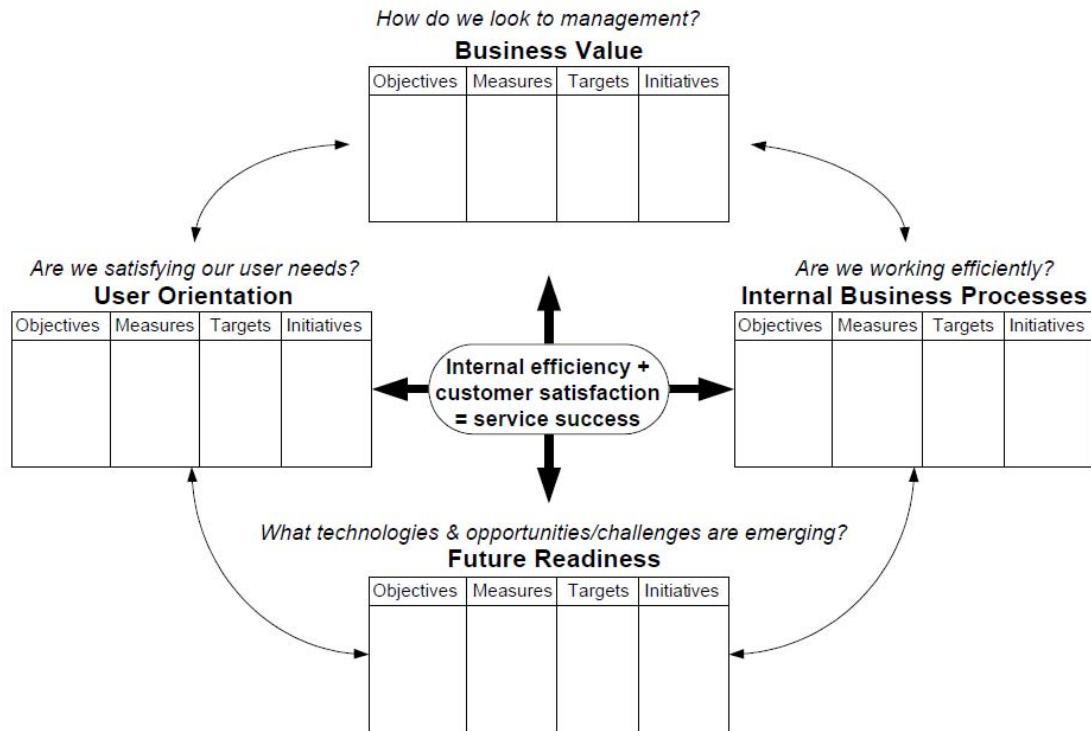 How do we look to management?
Business Value
Objectives Measures Targets Initiatives
Are we satisfying our user needs?
User Orientation
Objectives Measures Targets Initiatives
Are we working efficiently?
Internal Business Processes
Objectives Measures Targets Initiatives
Internal efficiency +
customer satisfaction
= service success
What technologies & opportunities/challenges are emerging?
Future Readiness
Objectives Measures Targets Initiatives